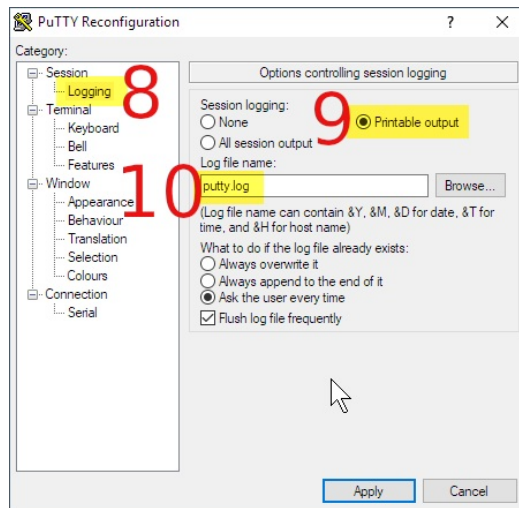 PuTTY Reconfiguration ? X
Category:
Session
Logging
Terminal
Keyboard
Bell
Features
Window
Appearance
Behaviour
Translation
Selection
Colours
Connection
Serial
8
Options controlling session logging
Session logging:
9
None
Printable output
All session output
Log file name:
10
putty.log
Browse...
(Log file name can contain &Y, &M, &D for date, &T for
time, and &H for host name)
What to do if the log file already exists:
Always overwrite it
Always append to the end of it
Ask the user every time
Flush log file frequently
Apply
Cancel